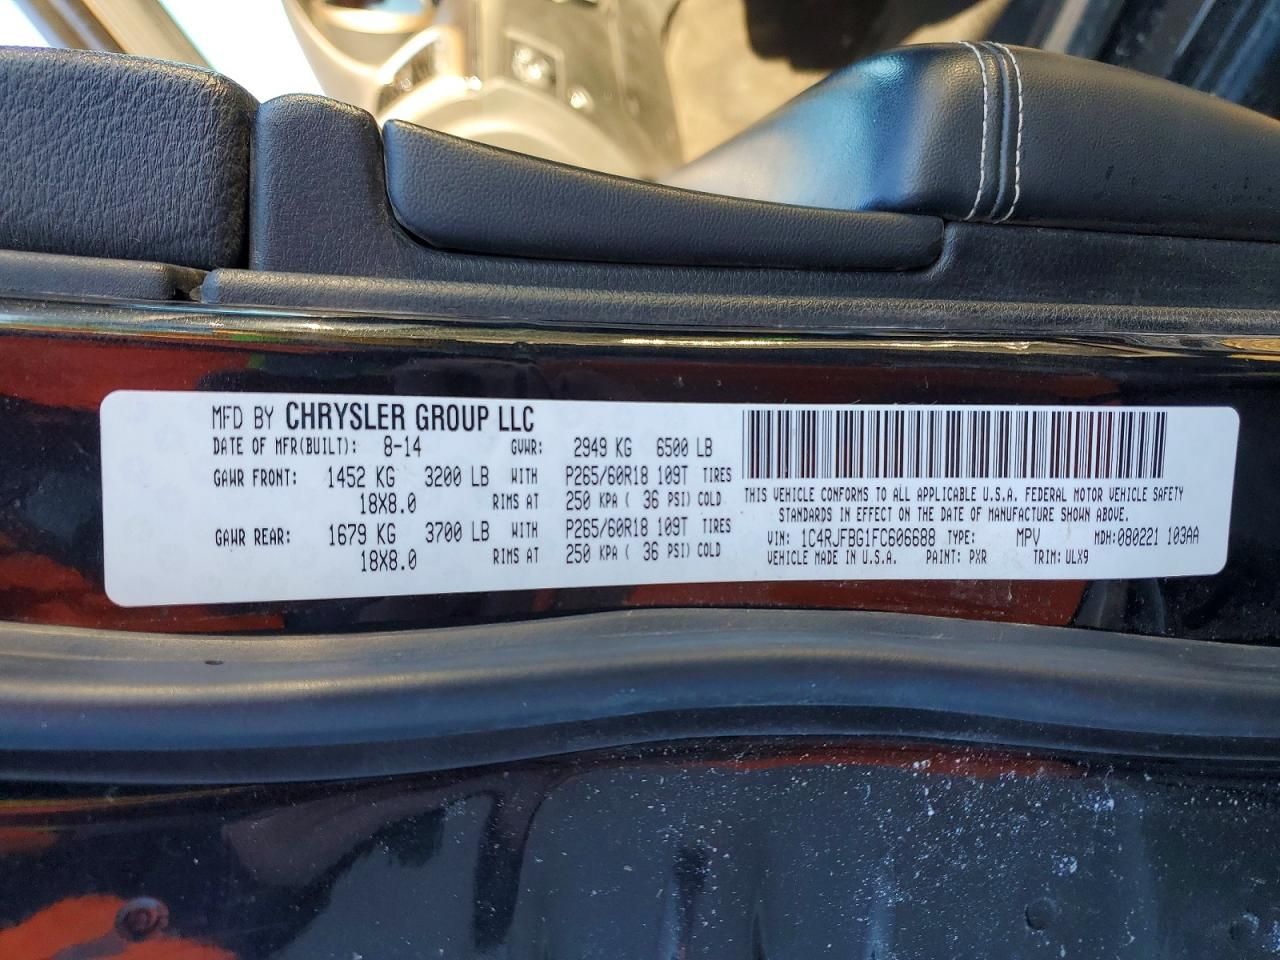 MFD BY CHRYSLER GROUP LLC
DATE OF MFR(BUILT): 8-14 GVWR: 2949 KG 6500 LB
GAWR FRONT: 1452 KG 3200 LB WITH P265/60R18 109T TIRES
18X8.0 RIMS AT 250 KPA ( 36 PSI) COLD
GAWR REAR: 1679 KG 3700 LB WITH P265/60R18 109T TIRES
18X8.0 RIMS AT 250 KPA ( 36 PSI) COLD
THIS VEHICLE CONFORMS TO ALL APPLICABLE U.S.A. FEDERAL MOTOR VEHICLE SAFETY
STANDARDS IN EFFECT ON THE DATE OF MANUFACTURE SHOWN ABOVE.
VIN: 1C4RJFBG1FC606688 TYPE: MPV MDH:080221 103AA
VEHICLE MADE IN U.S.A. PAINT: PXR TRIM: ULX9